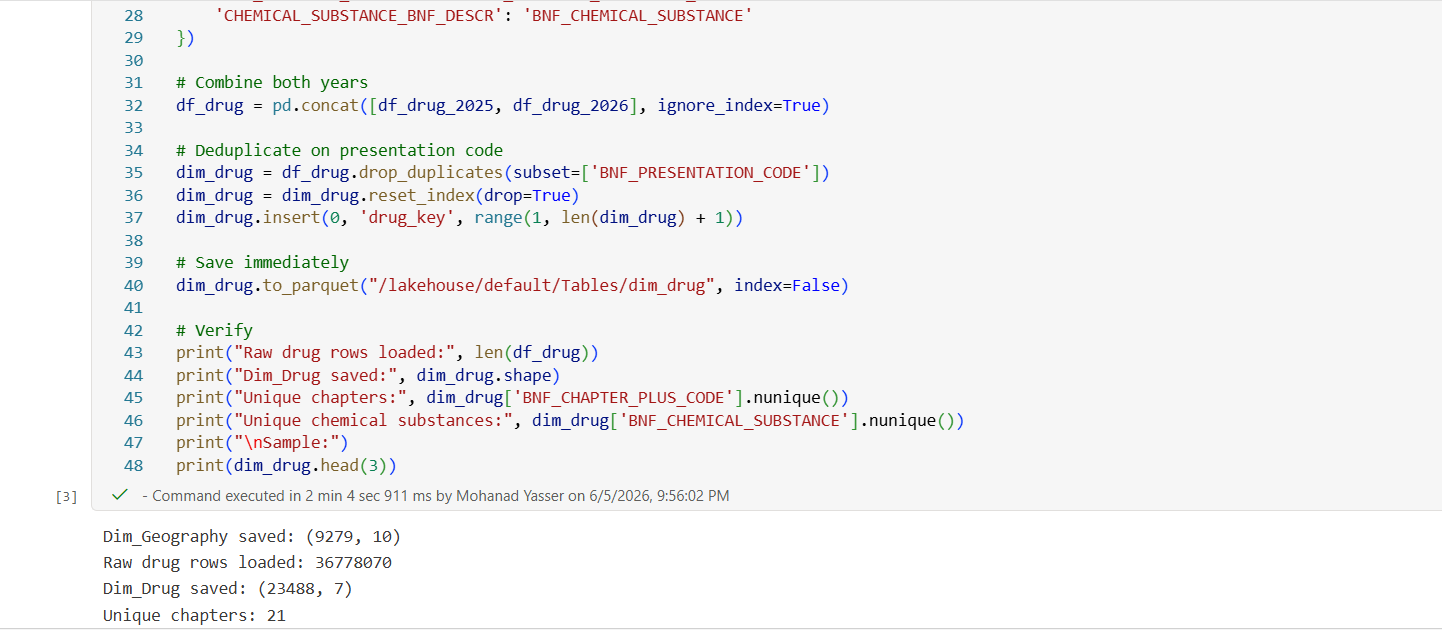 28 'CHEMICAL_SUBSTANCE_BNF_DESCR': 'BNF_CHEMICAL_SUBSTANCE'
29 })
30
31 # Combine both years
32 df_drug = pd.concat([df_drug_2025, df_drug_2026], ignore_index=True)
33
34 # Deduplicate on presentation code
35 dim_drug = df_drug.drop_duplicates(subset=['BNF_PRESENTATION_CODE'])
36 dim_drug = dim_drug.reset_index(drop=True)
37 dim_drug.insert(0, 'drug_key', range(1, len(dim_drug) + 1))
38
39 # Save immediately
40 dim_drug.to_parquet("/lakehouse/default/Tables/dim_drug", index=False)
41
42 # Verify
43 print("Raw drug rows loaded:", len(df_drug))
44 print("Dim_Drug saved:", dim_drug.shape)
45 print("Unique chapters:", dim_drug['BNF_CHAPTER_PLUS_CODE'].nunique())
46 print("Unique chemical substances:", dim_drug['BNF_CHEMICAL_SUBSTANCE'].nunique())
47 print("\nSample:")
48 print(dim_drug.head(3))
[3] - Command executed in 2 min 4 sec 911 ms by Mohanad Yasser on 6/5/2026, 9:56:02 PM
Dim_Geography saved: (9279, 10)
Raw drug rows loaded: 36778070
Dim_Drug saved: (23488, 7)
Unique chapters: 21